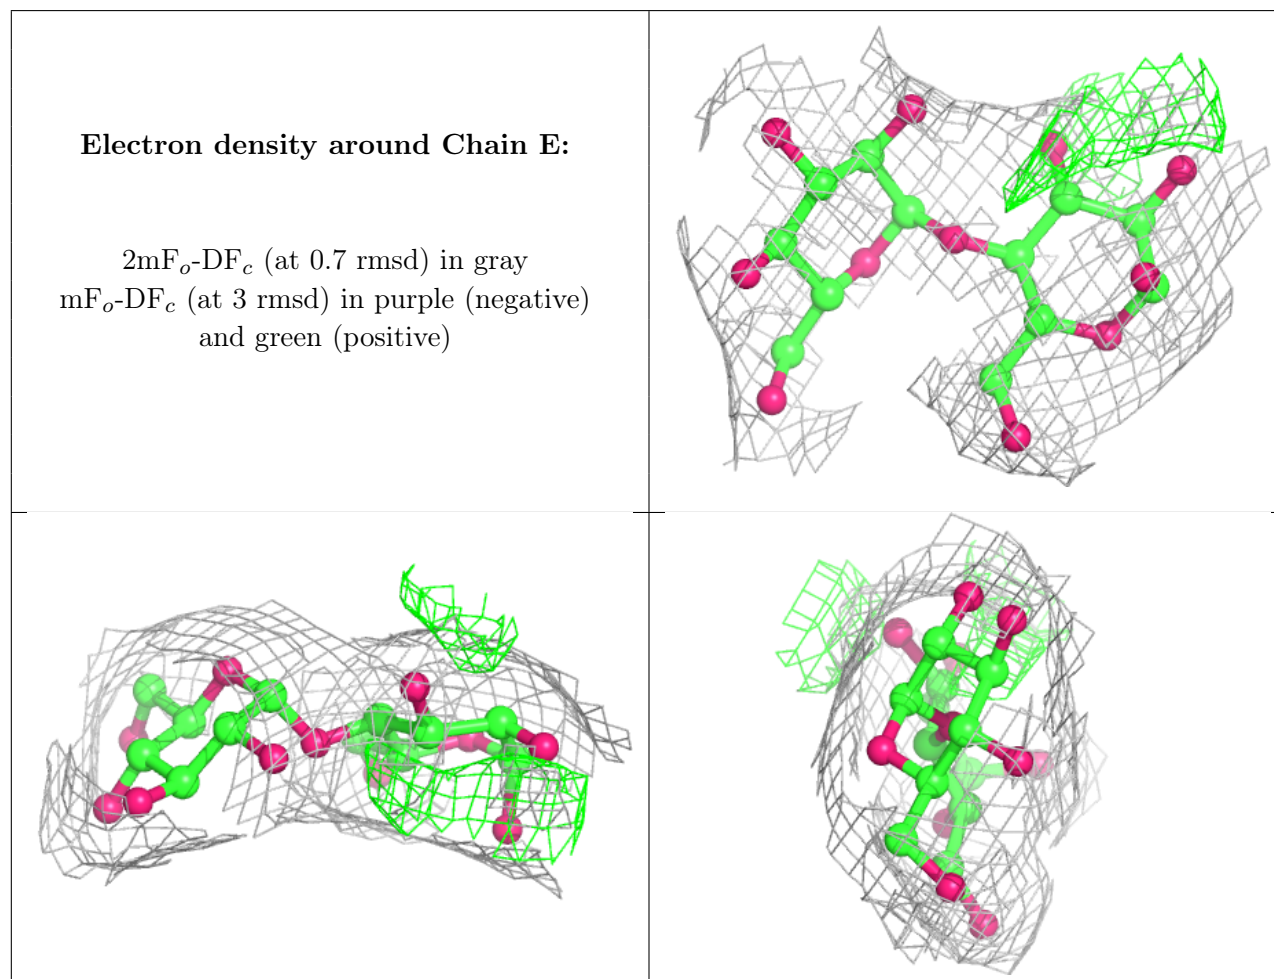 Electron density around Chain E:
2mFo-DFc (at 0.7 rmsd) in gray
mFo-DFc (at 3 rmsd) in purple (negative)
and green (positive)